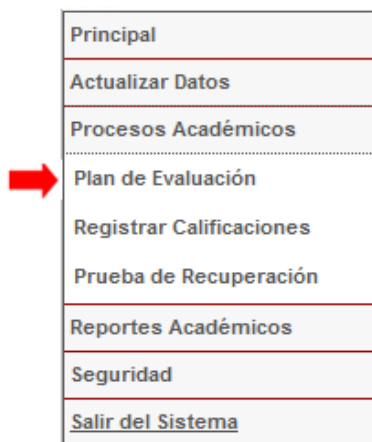 Principal
Actualizar Datos
Procesos Académicos
Plan de Evaluación
Registrar Calificaciones
Prueba de Recuperación
Reportes Académicos
Seguridad
Salir del Sistema